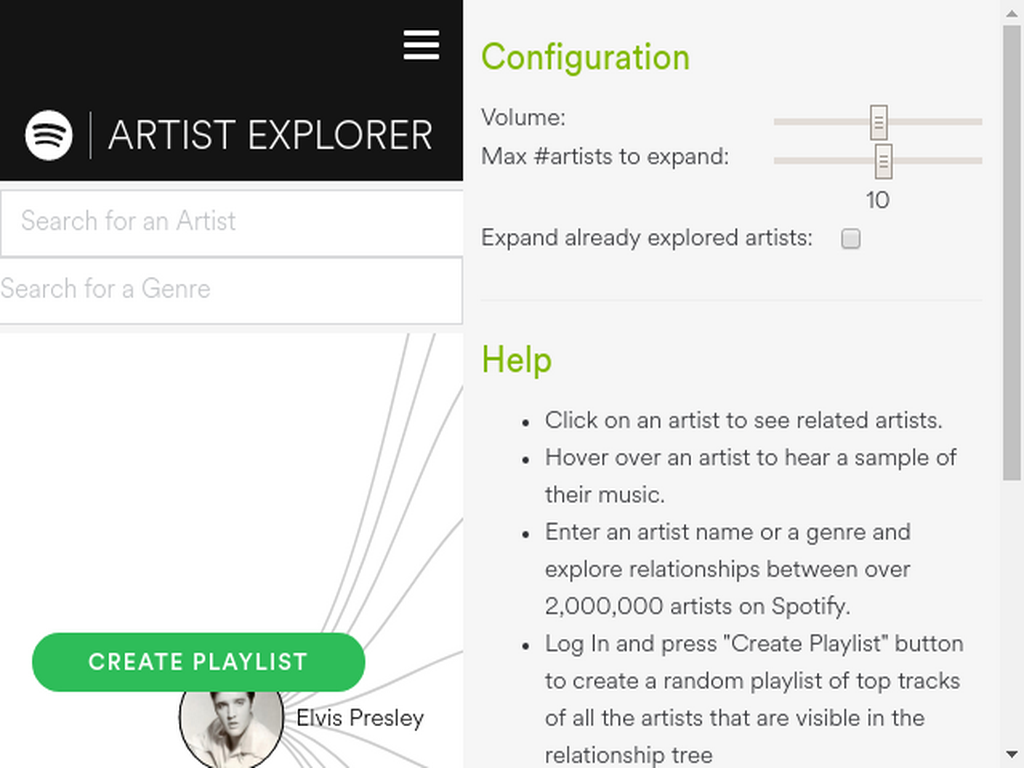 ARTIST EXPLORER
Search for an Artist
Search for a Genre
CREATE PLAYLIST
Elvis Presley
Configuration
Volume:
Max #artists to expand:
10
Expand already explored artists:
Help
Click on an artist to see related artists.
Hover over an artist to hear a sample of
their music.
Enter an artist name or a genre and
explore relationships between over
2,000,000 artists on Spotify.
Log In and press "Create Playlist" button
to create a random playlist of top tracks
of all the artists that are visible in the
relationship tree